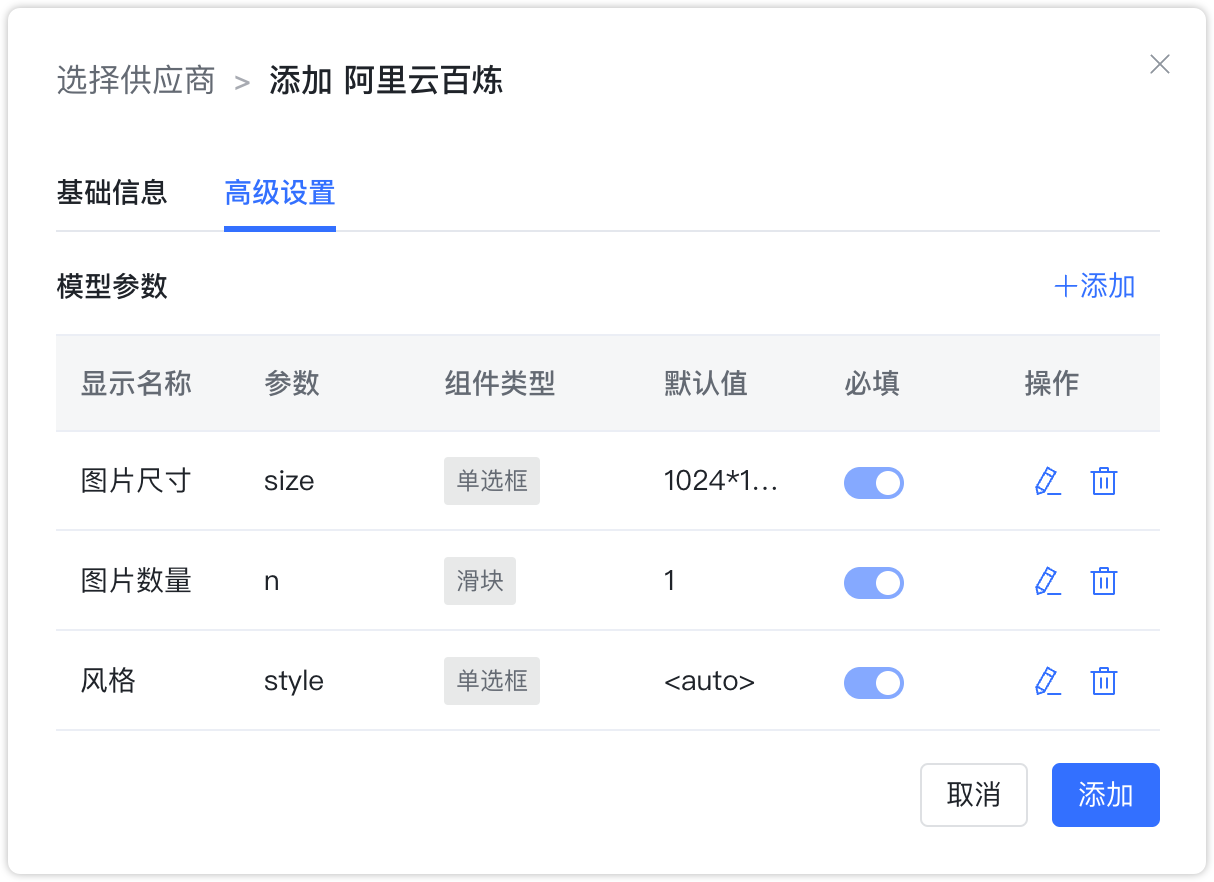 选择供应商 > 添加 阿里云百炼
基础信息 高级设置
模型参数 +添加
显示名称 参数 组件类型 默认值 必填 操作
图片尺寸 size 单选框 1024*1...
图片数量 n 滑块 1
风格 style 单选框 <auto>
取消 添加